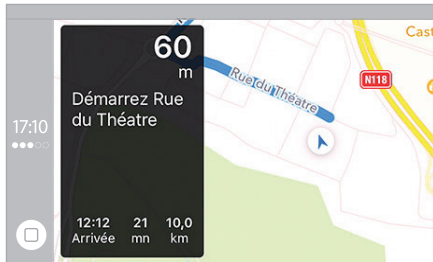 60
m
Démarrez Rue
du Théatre
17:10
12:12 21 10,0
Arrivée mn km
Rue du Théatre
N118
Cast